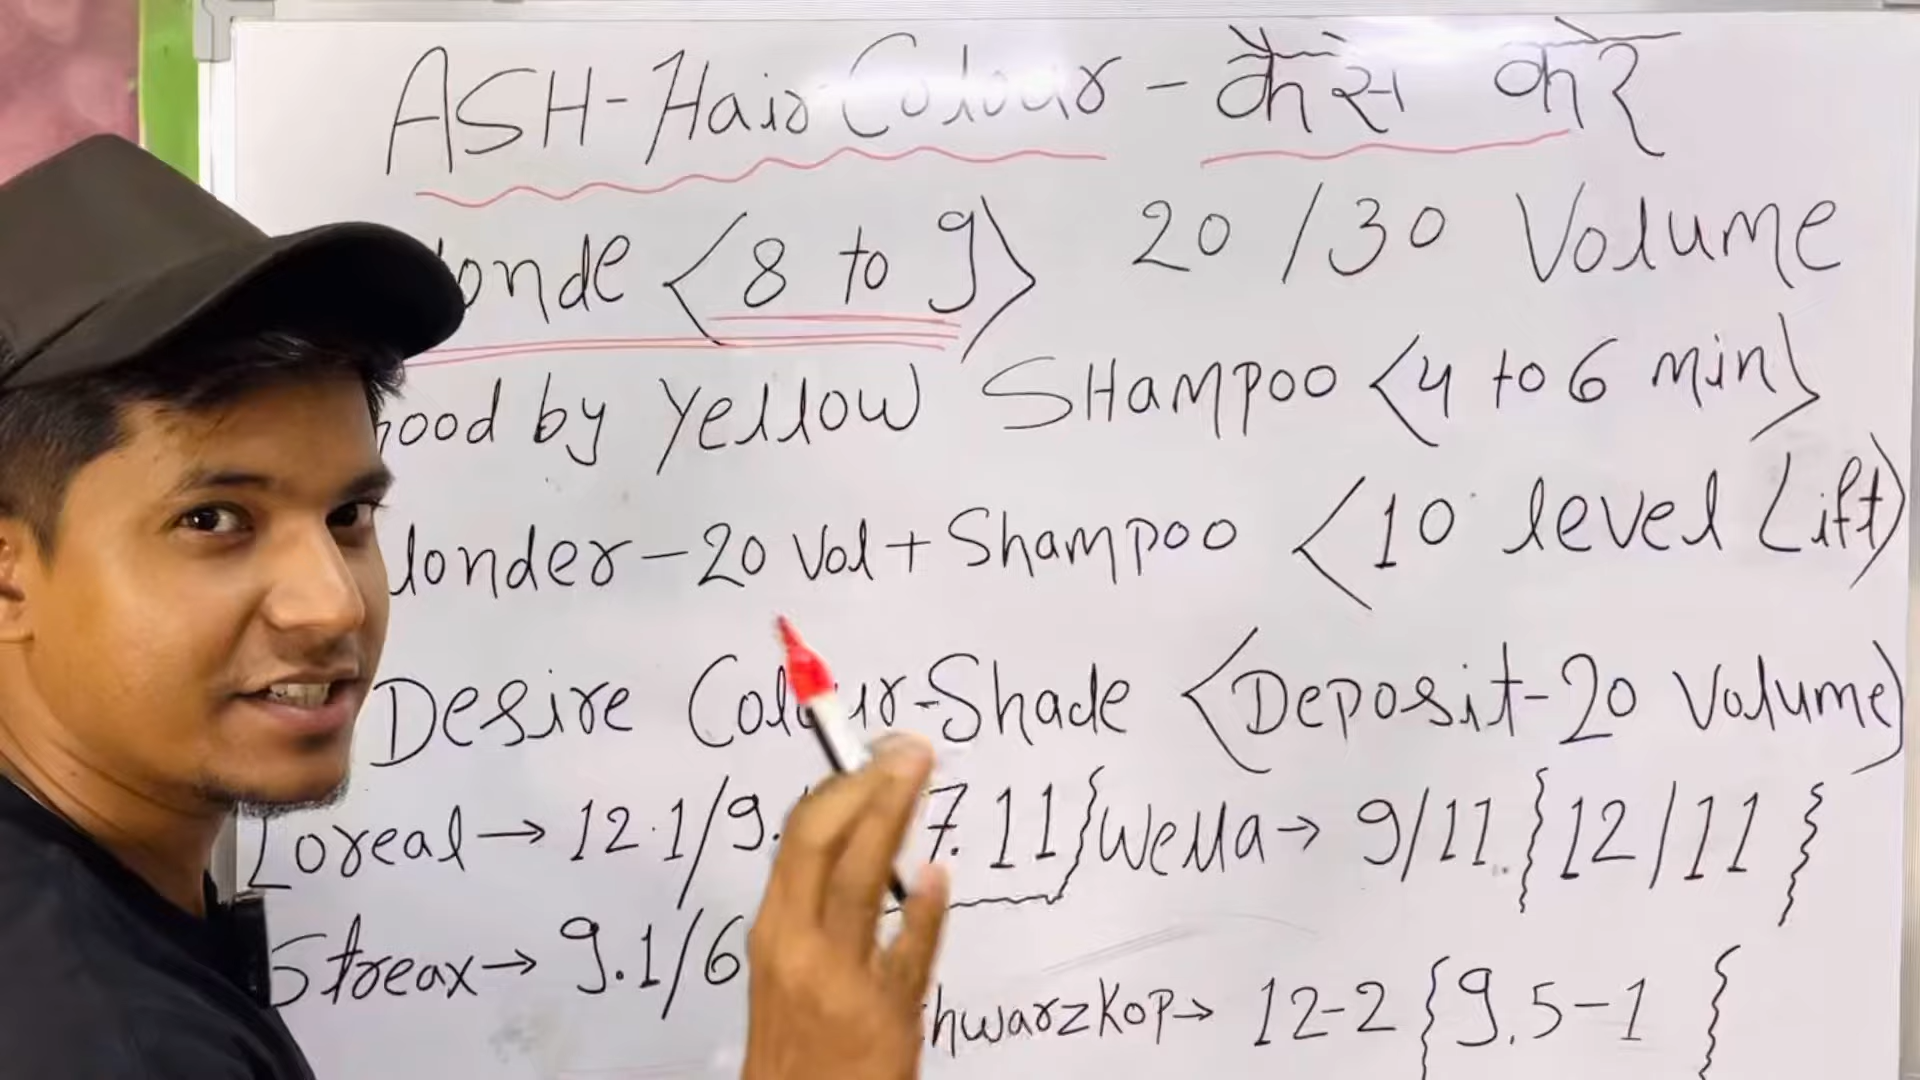 ASH-Hair Colour - कैसे करे
onde <8 to 9> 20/30 Volume
ood by Yellow SHampoo <4 to 6 min>
londer-20 Vol+Shampoo <10 level Lift>
Desire Colour-Shade <Deposit-20 Volume>
Loreal→ 12.1/9. 7.11} Wella→ 9/11 {12/11}
Streax→ 9.1/6 hwarzkop→ 12-2 {9.5-1}